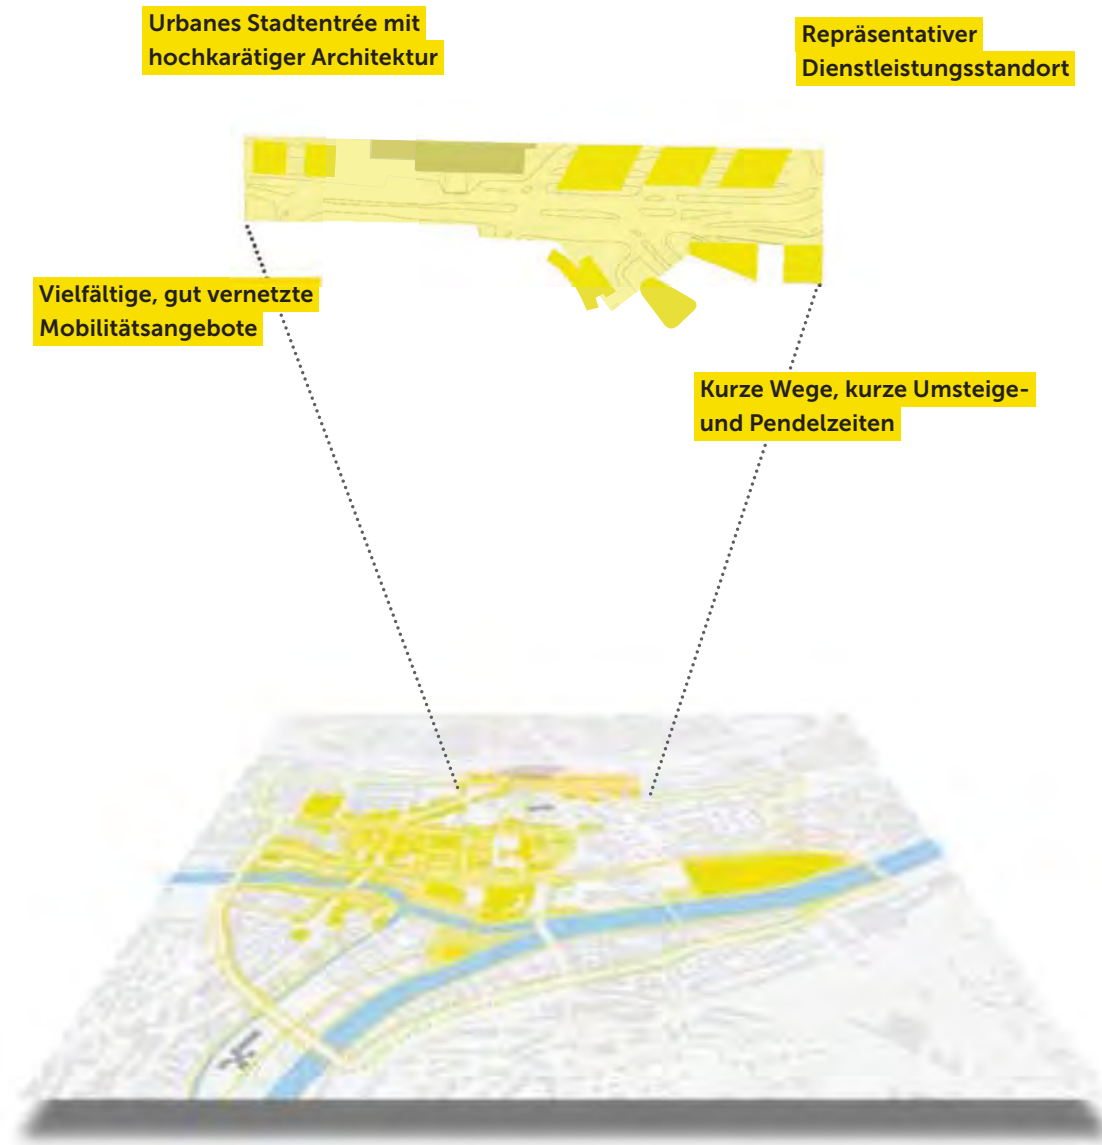 Urbanes Stadtentrée mit
hochkarätiger Architektur
Repräsentativer
Dienstleistungsstandort
Vielfältige, gut vernetzte
Mobilitätsangebote
Kurze Wege, kurze Umsteige-
und Pendelzeiten